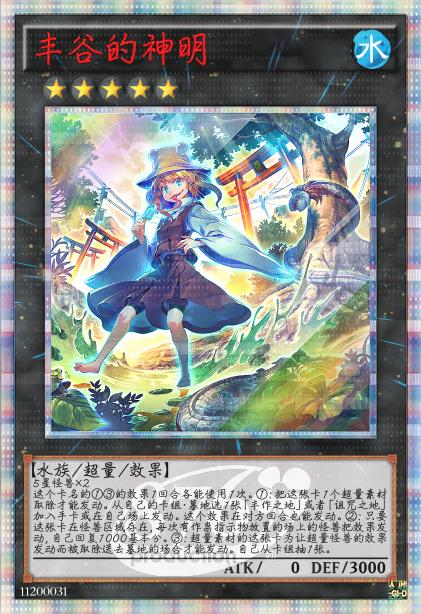 丰谷的神明
水
【水族/超量/效果】
5星怪兽×2
这个卡名的①③的效果1回合各能使用1次。①:把这张卡1个超量素材
取除才能发动。从自己的卡组·墓地选1张「丰作之地」或者「诅咒之地」
加入手卡或在自己场上发动。这个效果在对方回合也能发动。②:只要
这张卡在怪兽区域存在,每次有作祟指示物放置的场上的怪兽把效果发
动,自己回复1000基本分。③:超量素材的这张卡为让超量怪兽的效果
发动而被取除送去墓地的场合才能发动。自己从卡组抽1张。
ATK/ 0 DEF/3000
11200031